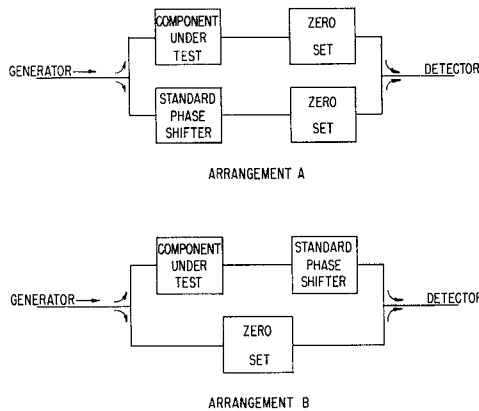 COMPONENT
UNDER
TEST
ZERO
SET
GENERATOR
DETECTOR
STANDARD
PHASE
SHIFTER
ZERO
SET
ARRANGEMENT A
COMPONENT
UNDER
TEST
STANDARD
PHASE
SHIFTER
GENERATOR
DETECTOR
ZERO
SET
ARRANGEMENT B